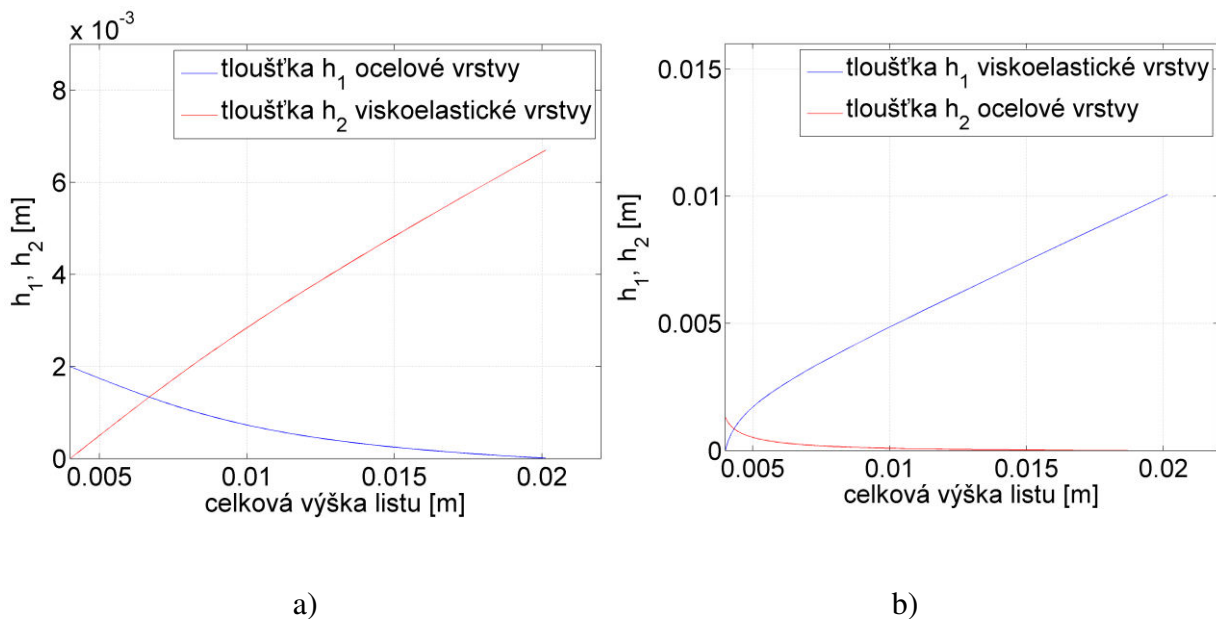 x 10⁻³
8
6
4
2
0
0.005 0.01 0.015 0.02
h₁, h₂ [m]
celková výška listu [m]
tloušťka h₁ ocelové vrstvy
tloušťka h₂ viskoelastické vrstvy
a)
0.015
0.01
0.005
0
0.005 0.01 0.015 0.02
h₁, h₂ [m]
celková výška listu [m]
tloušťka h₁ viskoelastické vrstvy
tloušťka h₂ ocelové vrstvy
b)